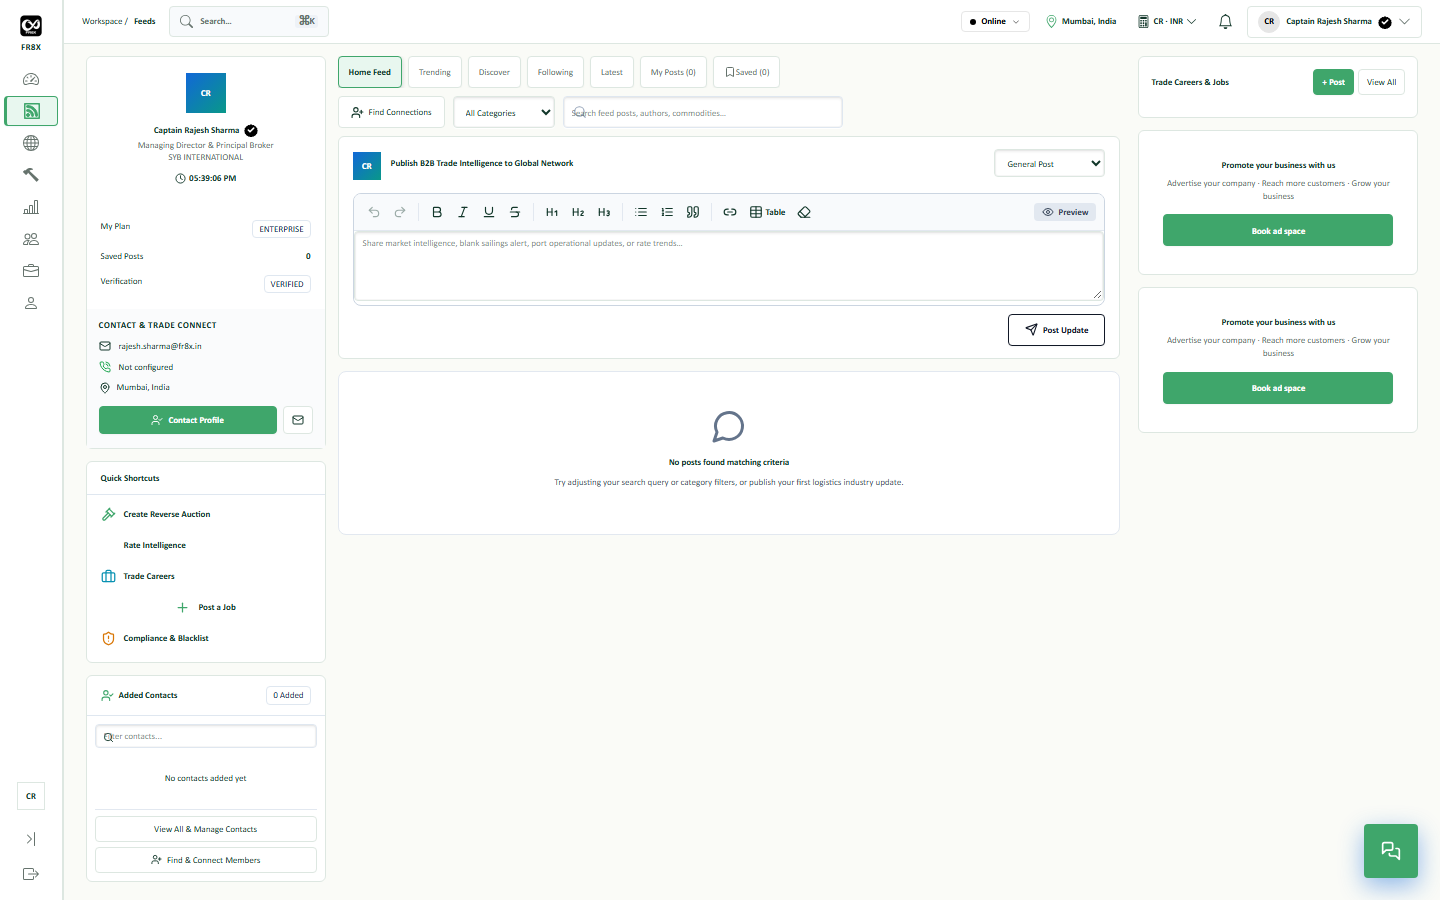 FR8X
Workspace / Feeds
Search...
⌘K
Online
Mumbai, India
CR · INR
CR
Captain Rajesh Sharma
CR
Captain Rajesh Sharma
Managing Director & Principal Broker
SYB INTERNATIONAL
05:39:06 PM
My Plan
ENTERPRISE
Saved Posts
0
Verification
VERIFIED
CONTACT & TRADE CONNECT
rajesh.sharma@fr8x.in
Not configured
Mumbai, India
Contact Profile
Quick Shortcuts
Create Reverse Auction
Rate Intelligence
Trade Careers
Post a Job
Compliance & Blacklist
Added Contacts
0 Added
contacts...
No contacts added yet
View All & Manage Contacts
Find & Connect Members
CR
Home Feed
Trending
Discover
Following
Latest
My Posts (0)
Saved (0)
Find Connections
All Categories
Search feed posts, authors, commodities...
CR
Publish B2B Trade Intelligence to Global Network
General Post
B I U S H1 H2 H3
Table
Preview
Share market intelligence, blank sailings alert, port operational updates, or rate trends...
Post Update
No posts found matching criteria
Try adjusting your search query or category filters, or publish your first logistics industry update.
Trade Careers & Jobs
+ Post
View All
Promote your business with us
Advertise your company · Reach more customers · Grow your
business
Book ad space
Promote your business with us
Advertise your company · Reach more customers · Grow your
business
Book ad space